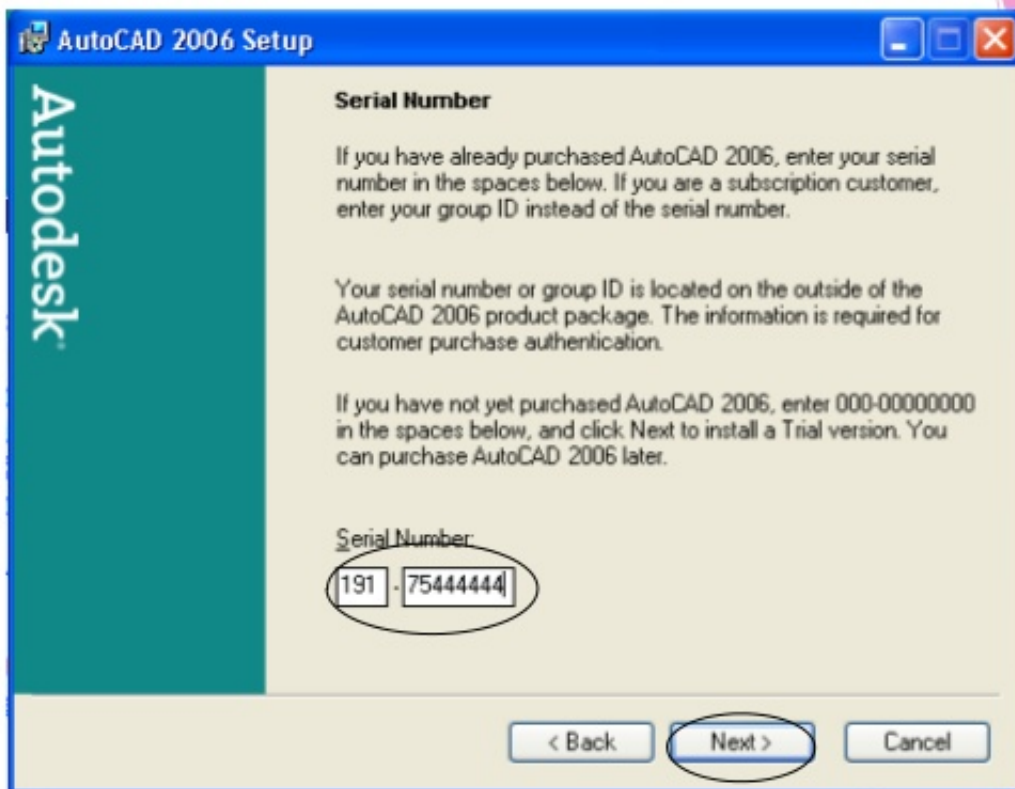 AutoCAD 2006 Setup
Autodesk
Serial Number
If you have already purchased AutoCAD 2006, enter your serial
number in the spaces below. If you are a subscription customer,
enter your group ID instead of the serial number.
Your serial number or group ID is located on the outside of the
AutoCAD 2006 product package. The information is required for
customer purchase authentication.
If you have not yet purchased AutoCAD 2006, enter 000-00000000
in the spaces below, and click Next to install a Trial version. You
can purchase AutoCAD 2006 later.
Serial Number:
191 - 75444444
< Back Next > Cancel